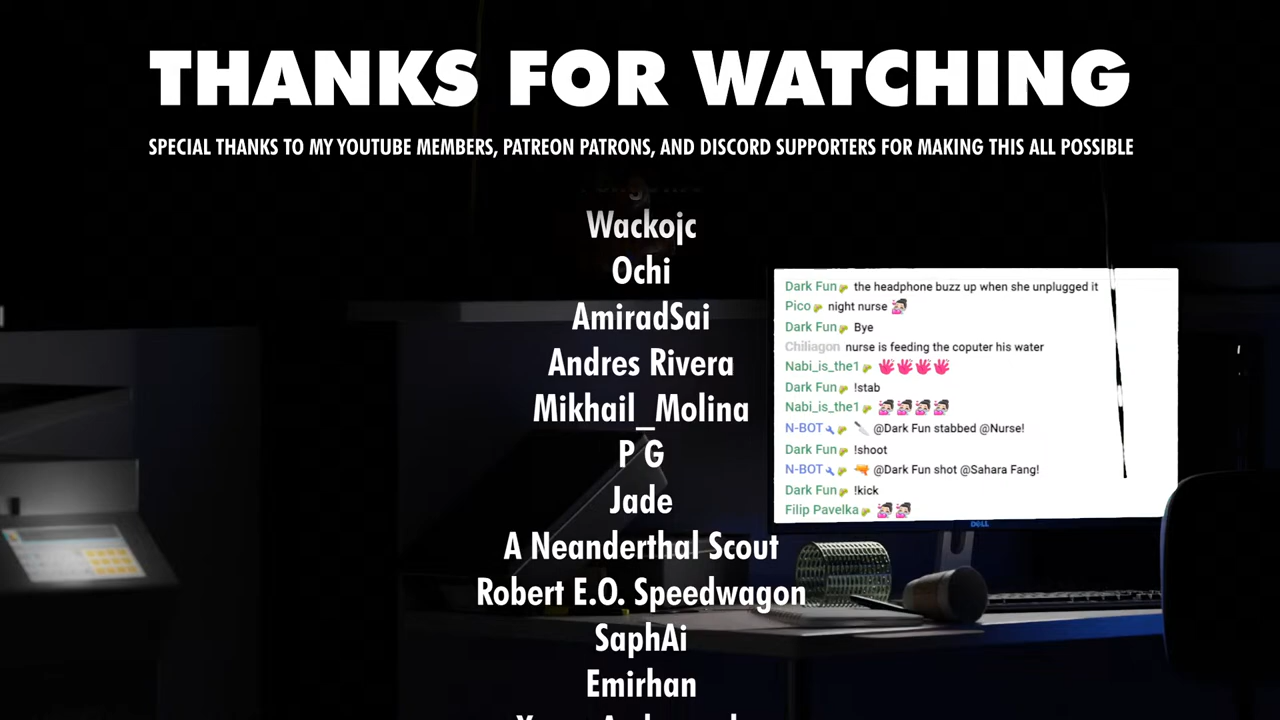 THANKS FOR WATCHING
SPECIAL THANKS TO MY YOUTUBE MEMBERS, PATREON PATRONS, AND DISCORD SUPPORTERS FOR MAKING THIS ALL POSSIBLE
Wackojc
Ochi
AmiradSai
Andres Rivera
Mikhail_Molina
P G
Jade
A Neanderthal Scout
Robert E.O. Speedwagon
SaphAi
Emirhan
Dark Fun the headphone buzz up when she unplugged it
Pico night nurse
Dark Fun Bye
Chiliagon nurse is feeding the coputer his water
Nabi_is_the1
Dark Fun !stab
Nabi_is_the1
N-BOT @Dark Fun stabbed @Nurse!
Dark Fun !shoot
N-BOT @Dark Fun shot @Sahara Fang!
Dark Fun !kick
Filip Pavelka
DELL